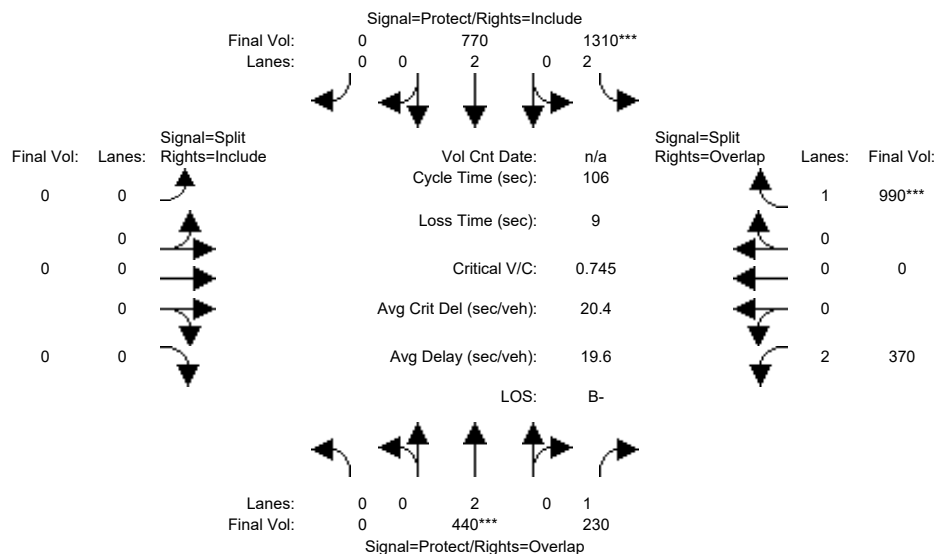 Signal=Protect/Rights=Include
Final Vol: 0 770 1310***
Lanes: 0 0 2 0 2
Signal=Split Signal=Split
Final Vol: Lanes: Rights=Include Vol Cnt Date: n/a Rights=Overlap Lanes: Final Vol:
Cycle Time (sec): 106
0 0 1 990***
Loss Time (sec): 9
0 0
0 0 Critical V/C: 0.745 0 0
0 Avg Crit Del (sec/veh): 20.4 0
0 0 Avg Delay (sec/veh): 19.6 2 370
LOS: B-
Lanes: 0 0 2 0 1
Final Vol: 0 440*** 230
Signal=Protect/Rights=Overlap